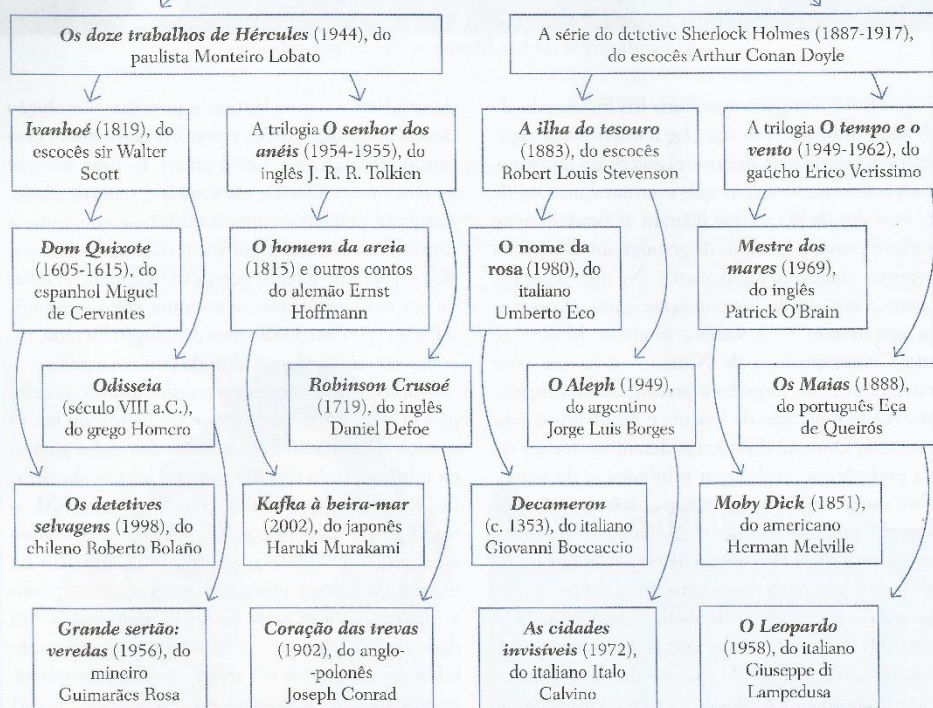 Os doze trabalhos de Hércules (1944), do
paulista Monteiro Lobato
A série do detetive Sherlock Holmes (1887-1917),
do escocês Arthur Conan Doyle
Ivanhoé (1819), do
escocês sir Walter
Scott
A trilogia O senhor dos
anéis (1954-1955), do
inglês J. R. R. Tolkien
A ilha do tesouro
(1883), do escocês
Robert Louis Stevenson
A trilogia O tempo e o
vento (1949-1962), do
gaúcho Erico Verissimo
Dom Quixote
(1605-1615), do
espanhol Miguel
de Cervantes
O homem da areia
(1815) e outros contos
do alemão Ernst
Hoffmann
O nome da
rosa (1980), do
italiano
Umberto Eco
Mestre dos
mares (1969),
do inglês
Patrick O'Brain
Odisseia
(século VIII a.C.),
do grego Homero
Robinson Crusoé
(1719), do inglês
Daniel Defoe
O Aleph (1949),
do argentino
Jorge Luis Borges
Os Maias (1888),
do português Eça
de Queirós
Os detetives
selvagens (1998), do
chileno Roberto Bolaño
Kafka à beira-mar
(2002), do japonês
Haruki Murakami
Decameron
(c. 1353), do italiano
Giovanni Boccaccio
Moby Dick (1851),
do americano
Herman Melville
Grande sertão:
veredas (1956), do
mineiro
Guimarães Rosa
Coração das trevas
(1902), do anglo-
-polonês
Joseph Conrad
As cidades
invisíveis (1972),
do italiano Italo
Calvino
O Leopardo
(1958), do italiano
Giuseppe di
Lampedusa